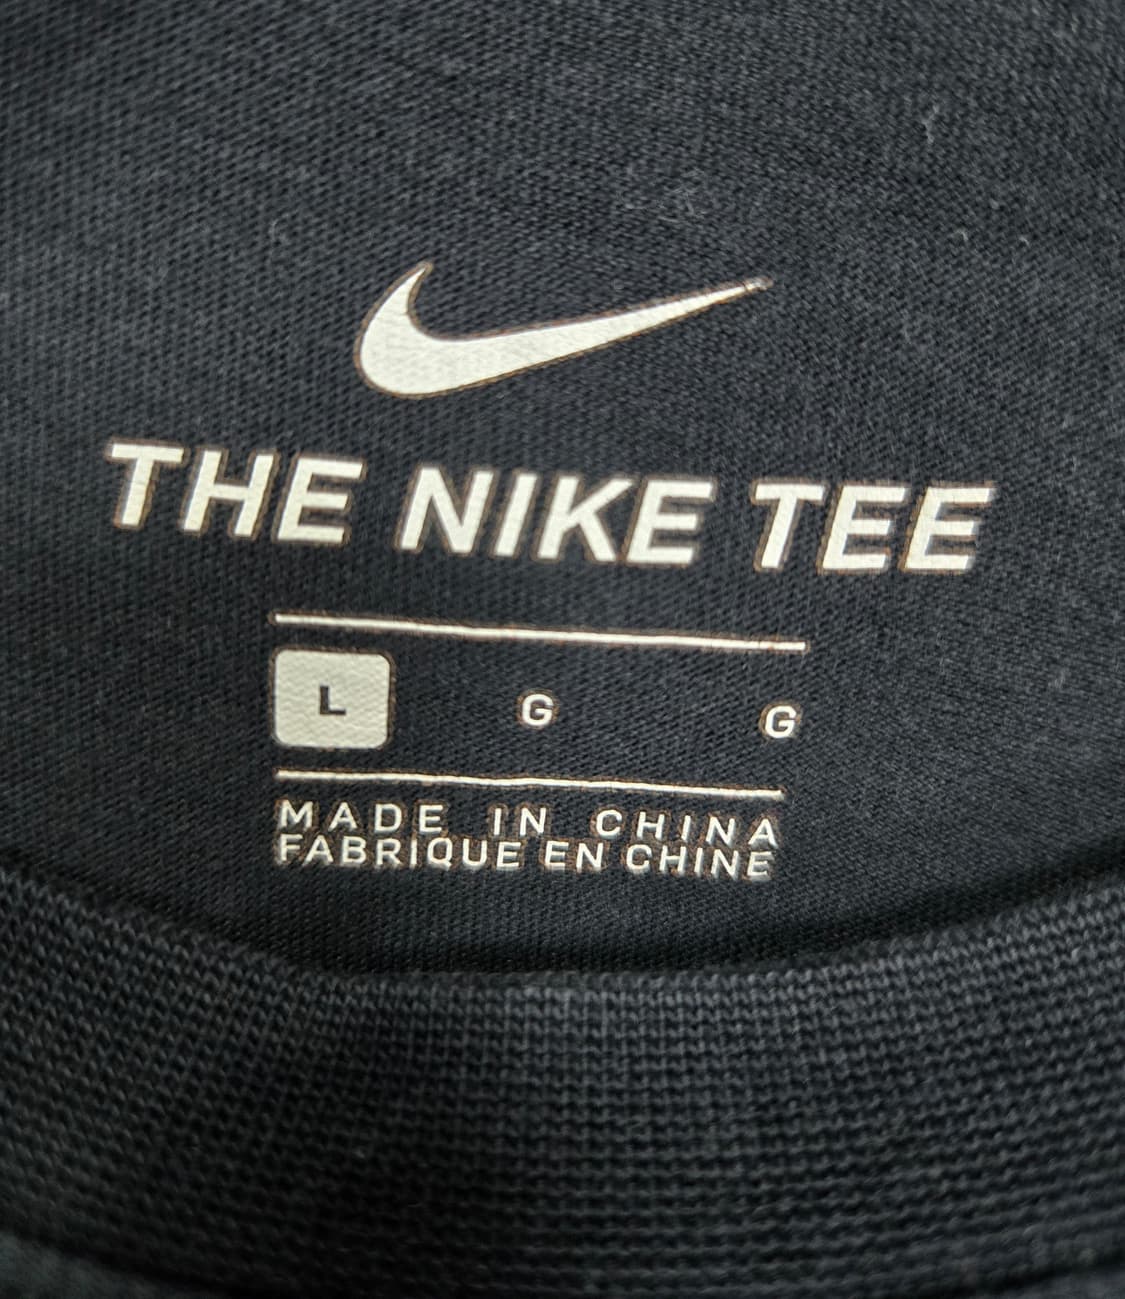 THE NIKE TEE
L G G
MADE IN CHINA
FABRIQUE EN CHINE